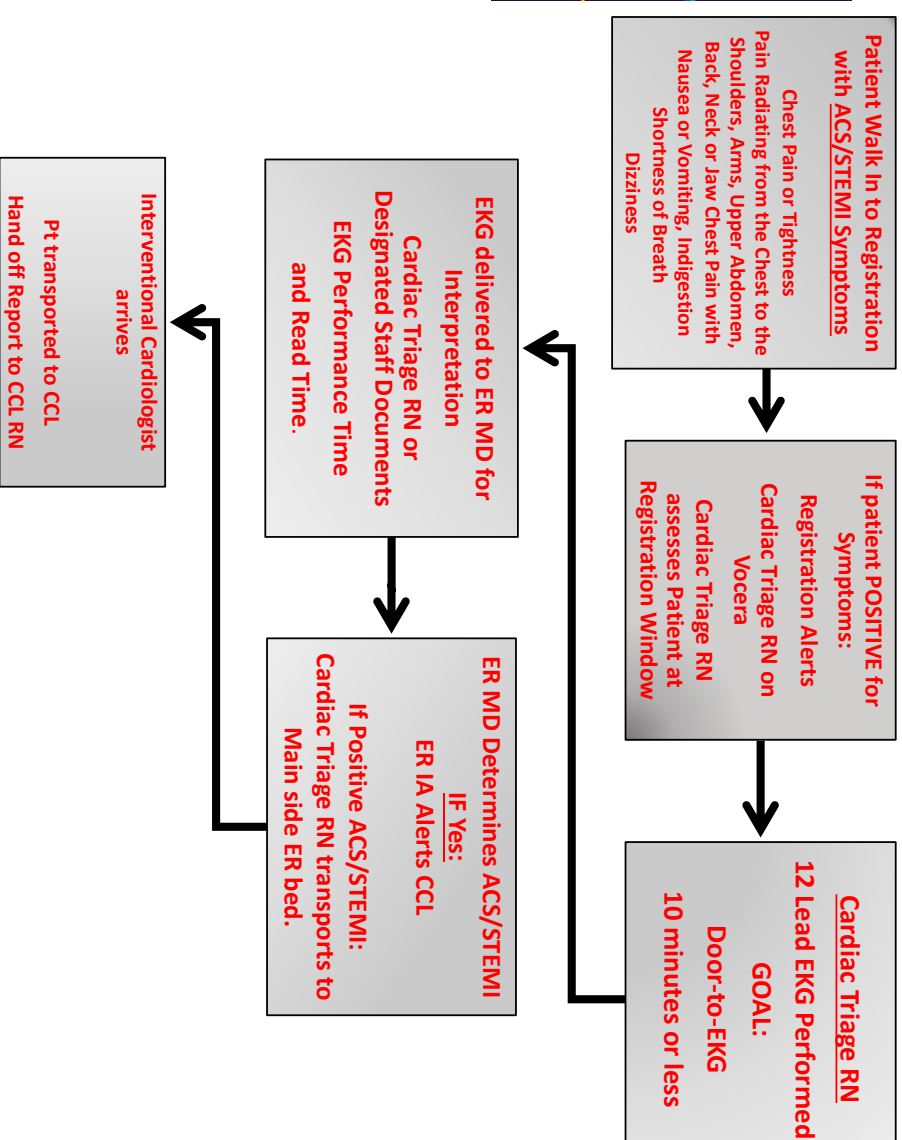 Patient Walk In to Registration
with ACS/STEMI Symptoms
Chest Pain or Tightness
Pain Radiating from the Chest to the
Shoulders, Arms, Upper Abdomen,
Back, Neck or Jaw Chest Pain with
Nausea or Vomiting, Indigestion
Shortness of Breath
Dizziness
If patient POSITIVE for
Symptoms:
Registration Alerts
Cardiac Triage RN on
Vocera
Cardiac Triage RN
assesses Patient at
Registration Window
Cardiac Triage RN
12 Lead EKG Performed
GOAL:
Door-to-EKG
10 minutes or less
EKG delivered to ER MD for
Interpretation
Cardiac Triage RN or
Designated Staff Documents
EKG Performance Time
and Read Time.
ER MD Determines ACS/STEMI
IF Yes:
ER IA Alerts CCL
If Positive ACS/STEMI:
Cardiac Triage RN transports to
Main side ER bed.
Interventional Cardiologist
arrives
Pt transported to CCL
Hand off Report to CCL RN